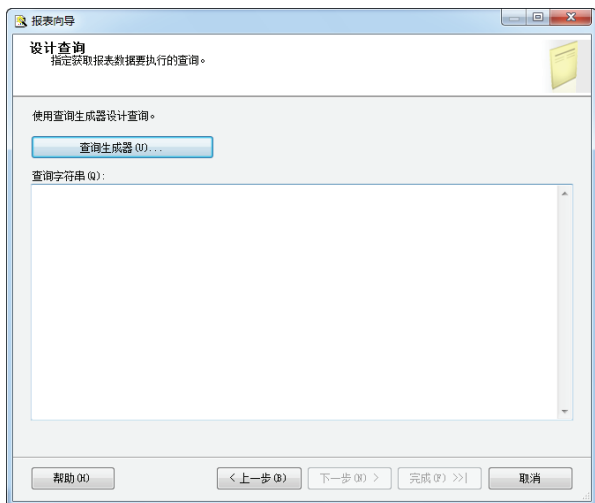 报表向导
设计查询
指定获取报表数据要执行的查询。
使用查询生成器设计查询。
查询生成器(U)...
查询字符串(Q):
帮助(H)
< 上一步(B)
下一步(N) >
完成(F) >>|
取消